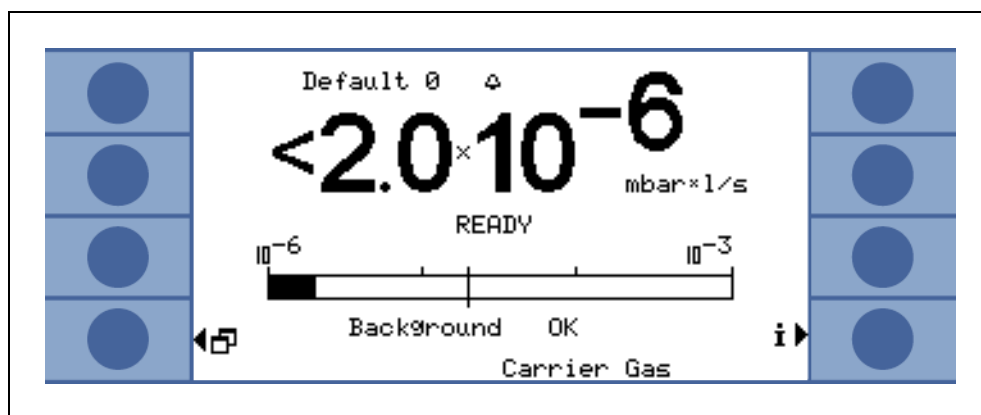 Default 0
<2.0×10⁻⁶
mbar×l/s
READY
10⁻⁶ 10⁻³
Background OK
i
Carrier Gas